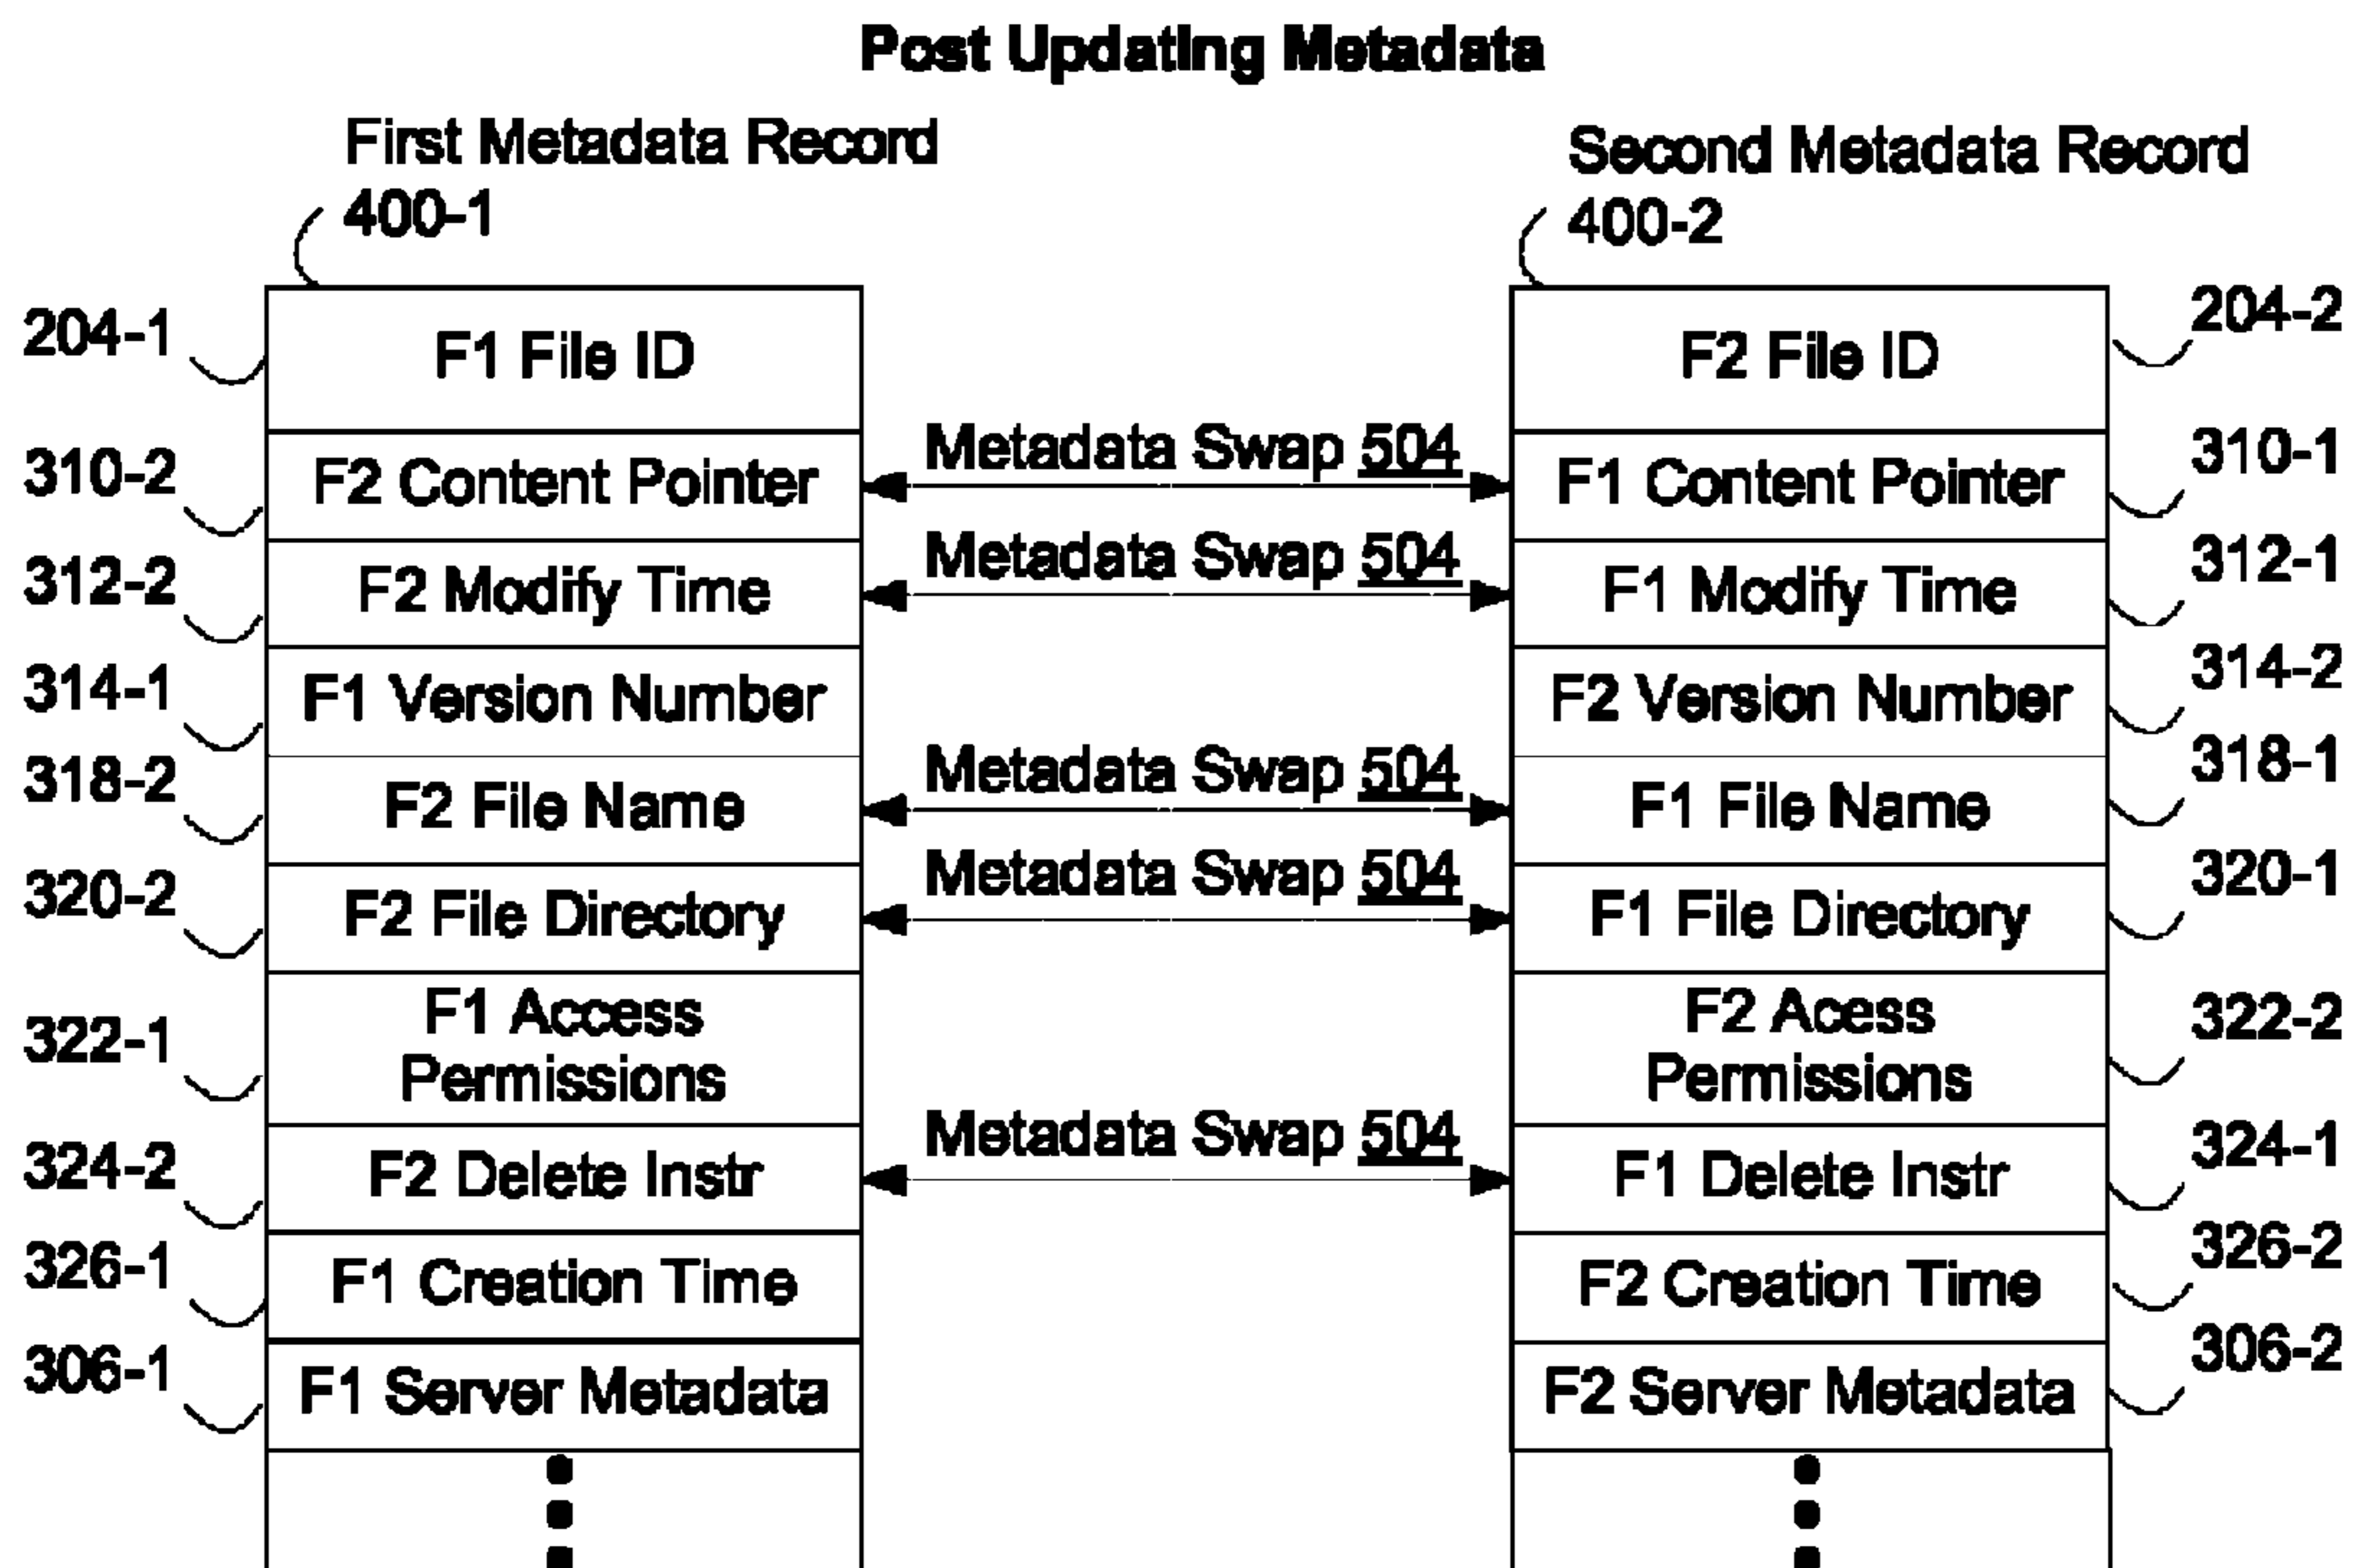 Post Updating Metadata
First Metadata Record
400-1
Second Metadata Record
400-2
204-1
F1 File ID
F2 File ID
204-2
310-2
F2 Content Pointer
Metadata Swap 504
F1 Content Pointer
310-1
312-2
F2 Modify Time
Metadata Swap 504
F1 Modify Time
312-1
314-1
F1 Version Number
F2 Version Number
314-2
318-2
F2 File Name
Metadata Swap 504
F1 File Name
318-1
320-2
F2 File Directory
Metadata Swap 504
F1 File Directory
320-1
322-1
F1 Access
Permissions
F2 Acess
Permissions
322-2
324-2
F2 Delete Instr
Metadata Swap 504
F1 Delete Instr
324-1
326-1
F1 Creation Time
F2 Creation Time
326-2
306-1
F1 Server Metadata
F2 Server Metadata
306-2